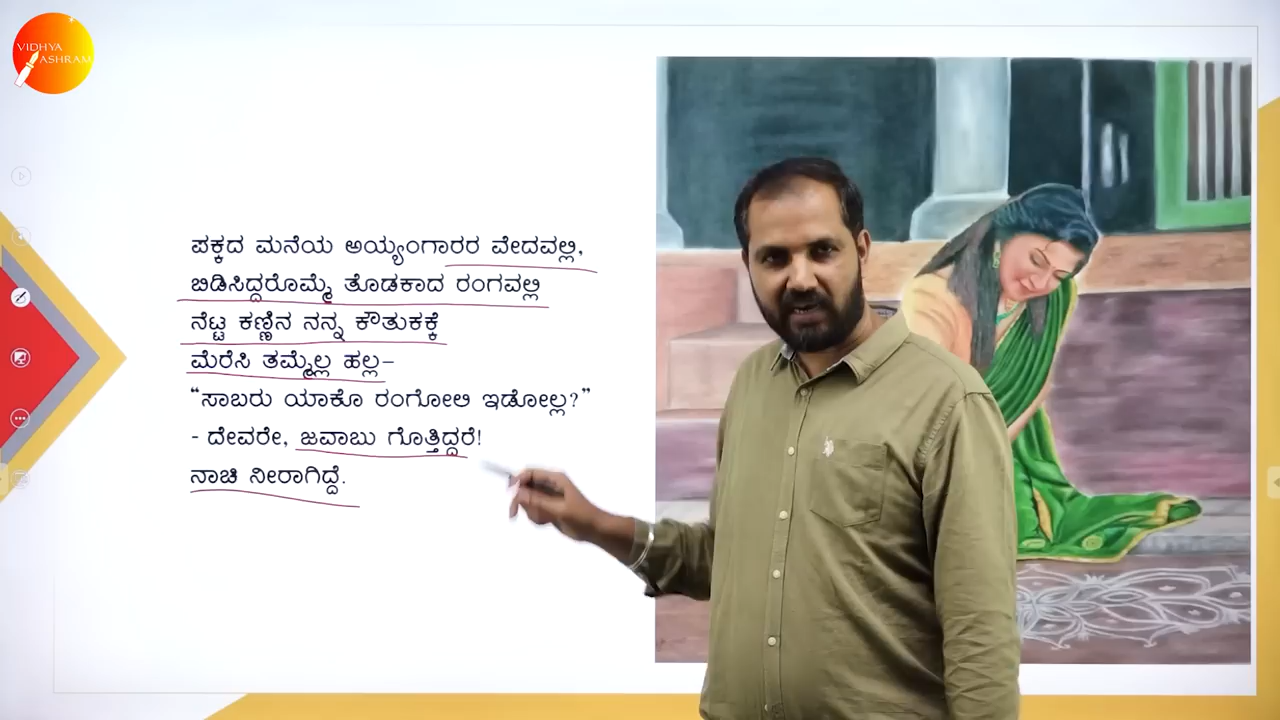 VIDHYA
ASHRAM
ಪಕ್ಕದ ಮನೆಯ ಅಯ್ಯಂಗಾರರ ವೇದವಲ್ಲಿ,
ಬಿಡಿಸಿದ್ದರೊಮ್ಮೆ ತೊಡಕಾದ ರಂಗವಲ್ಲಿ
ನೆಟ್ಟ ಕಣ್ಣಿನ ನನ್ನ ಕೌತುಕಕ್ಕೆ
ಮೆರೆಸಿ ತಮ್ಮೆಲ್ಲ ಹಲ್ಲ–
“ಸಾಬರು ಯಾಕೊ ರಂಗೋಲಿ ಇಡೋಲ್ಲ?”
- ದೇವರೇ, ಜವಾಬು ಗೊತ್ತಿದ್ದರೆ!
ನಾಚಿ ನೀರಾಗಿದ್ದೆ.